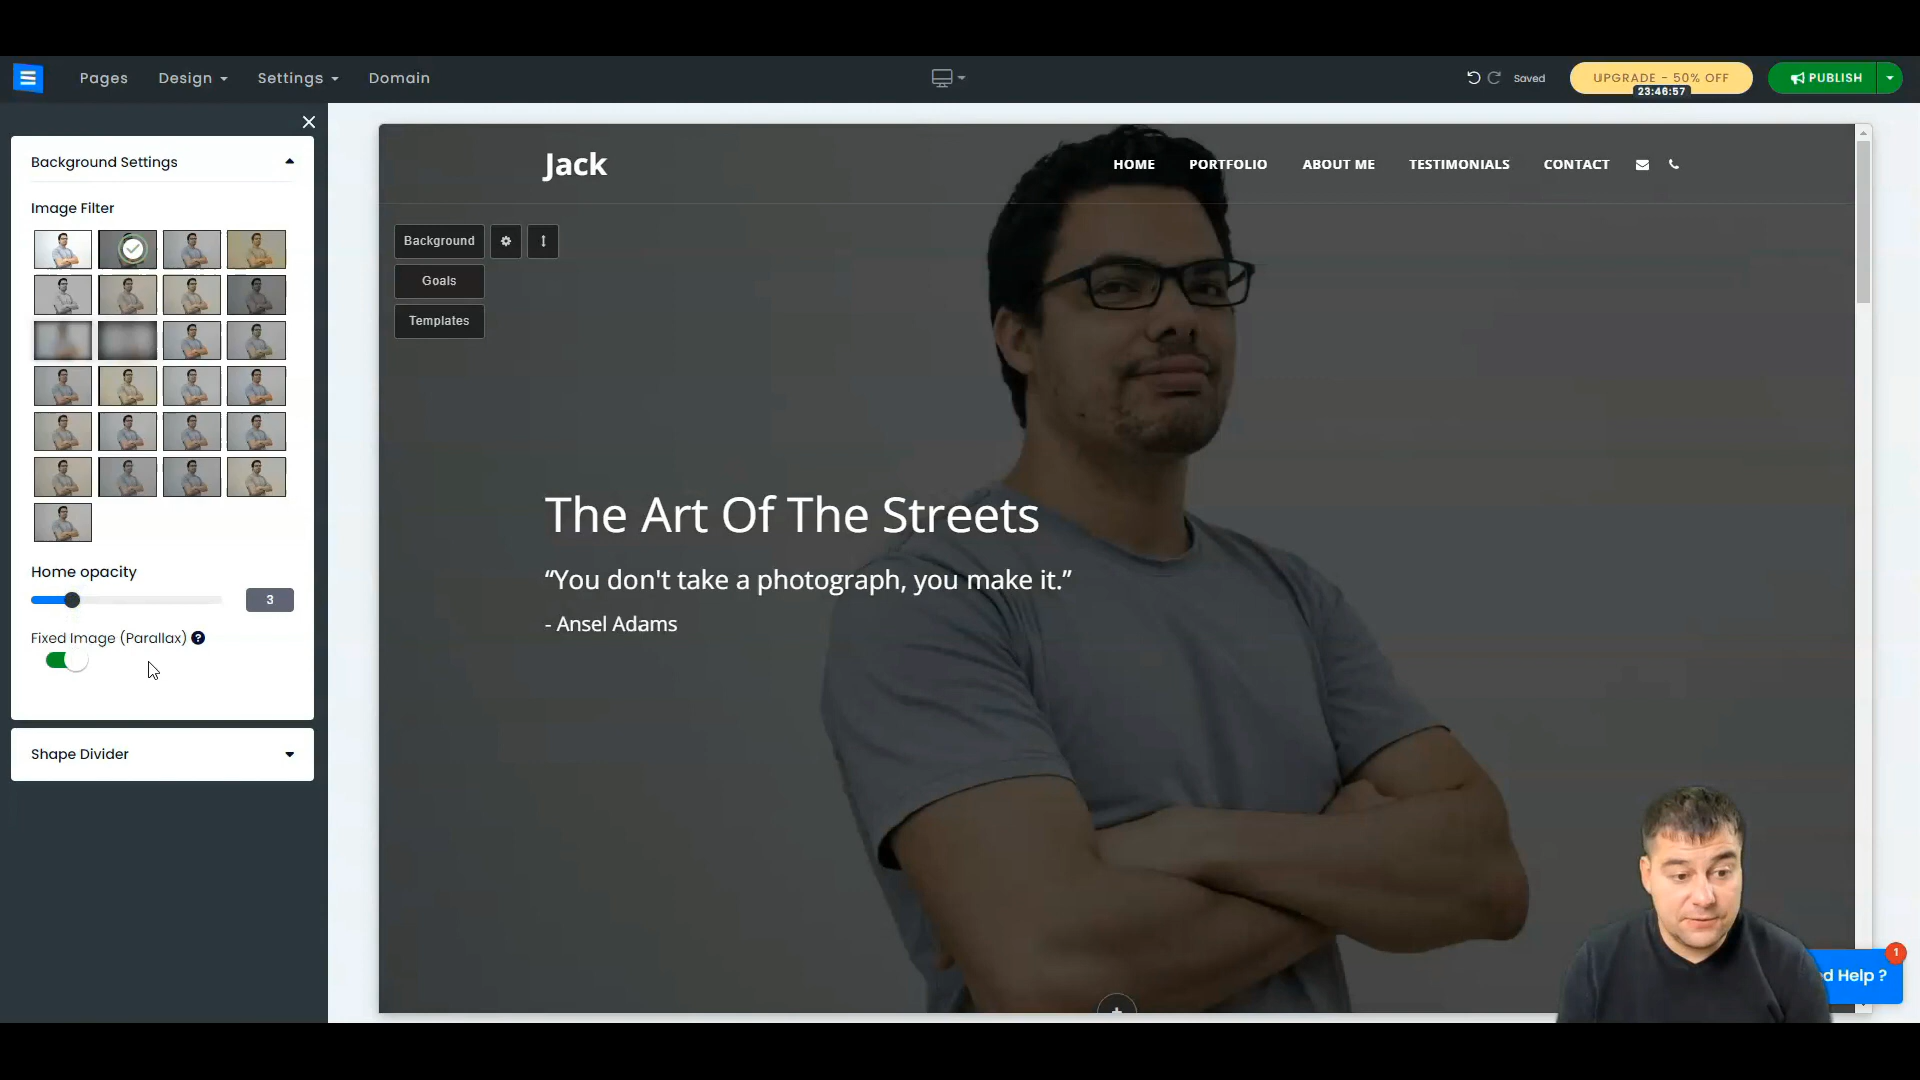 Pages
Design
Settings
Domain
Saved
UPGRADE - 50% OFF
23:46:57
PUBLISH
Background Settings
Image Filter
Home opacity
3
Fixed Image (Parallax)
?
Shape Divider
Jack
HOME
PORTFOLIO
ABOUT ME
TESTIMONIALS
CONTACT
Background
Goals
Templates
The Art Of The Streets
“You don't take a photograph, you make it.”
- Ansel Adams
1
Help ?